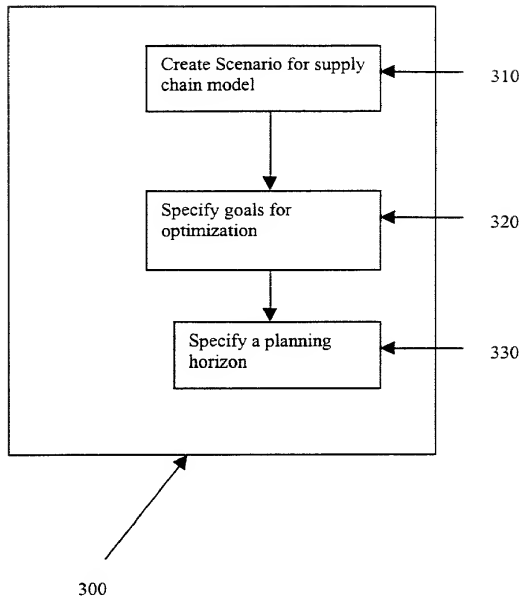 Create Scenario for supply
chain model
310
Specify goals for
optimization
320
Specify a planning
horizon
330
300